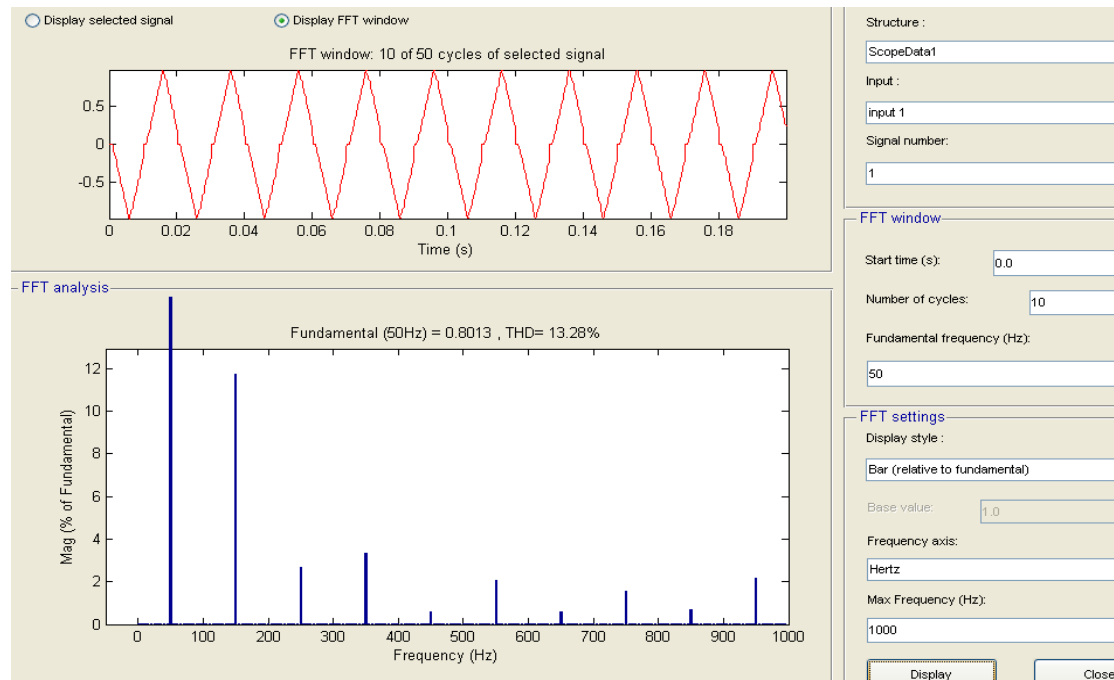 Display selected signal
Display FFT window
FFT window: 10 of 50 cycles of selected signal
0.5
0
-0.5
0 0.02 0.04 0.06 0.08 0.1 0.12 0.14 0.16 0.18
Time (s)
FFT analysis
Fundamental (50Hz) = 0.8013 , THD= 13.28%
Mag (% of Fundamental)
12
10
8
6
4
2
0
0 100 200 300 400 500 600 700 800 900 1000
Frequency (Hz)
Structure :
ScopeData1
Input :
input 1
Signal number:
1
FFT window
Start time (s): 0.0
Number of cycles: 10
Fundamental frequency (Hz):
50
FFT settings
Display style :
Bar (relative to fundamental)
Base value: 1.0
Frequency axis:
Hertz
Max Frequency (Hz):
1000
Display Close